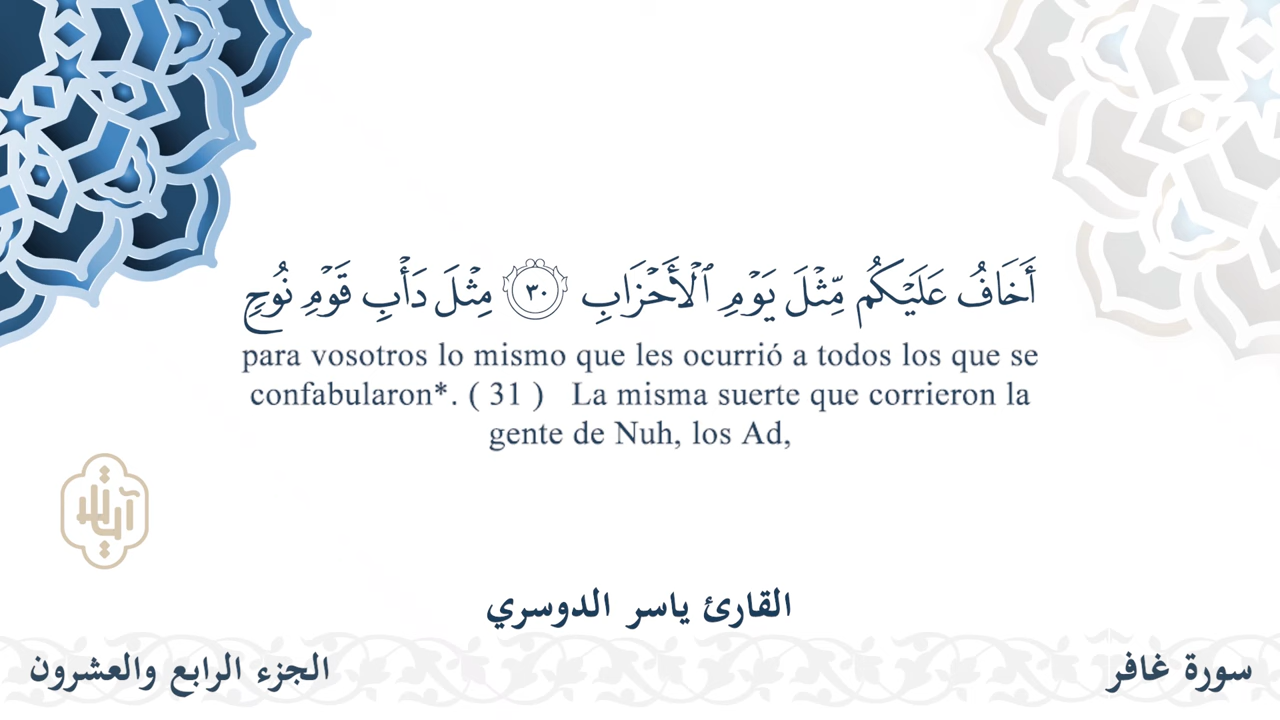 أَخَافُ عَلَيۡكُم مِّثۡلَ يَوۡمِ ٱلۡأَحۡزَابِ ٣٠ مِثۡلَ دَأۡبِ قَوۡمِ نُوحٖ
para vosotros lo mismo que les ocurrió a todos los que se
confabularon*. ( 31 ) La misma suerte que corrieron la
gente de Nuh, los Ad,
آيات
القارئ ياسر الدوسري
سورة غافر
الجزء الرابع والعشرون